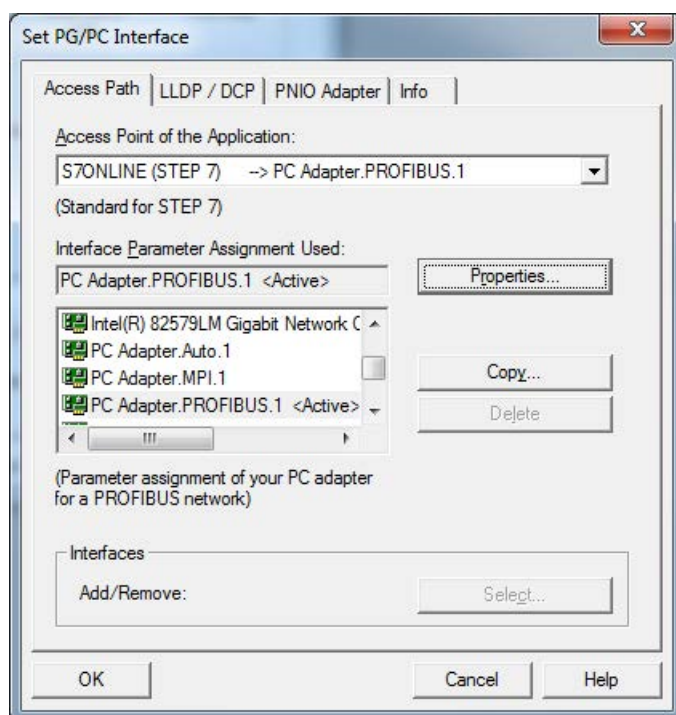 Set PG/PC Interface
Access Path LLDP / DCP PNIO Adapter Info
Access Point of the Application:
S7ONLINE (STEP 7) --> PC Adapter.PROFIBUS.1
(Standard for STEP 7)
Interface Parameter Assignment Used:
PC Adapter.PROFIBUS.1 <Active>
Properties...
Intel(R) 82579LM Gigabit Network C
PC Adapter.Auto.1
PC Adapter.MPI.1
PC Adapter.PROFIBUS.1 <Active>
Copy...
Delete
(Parameter assignment of your PC adapter
for a PROFIBUS network)
Interfaces
Add/Remove:
Select...
OK Cancel Help